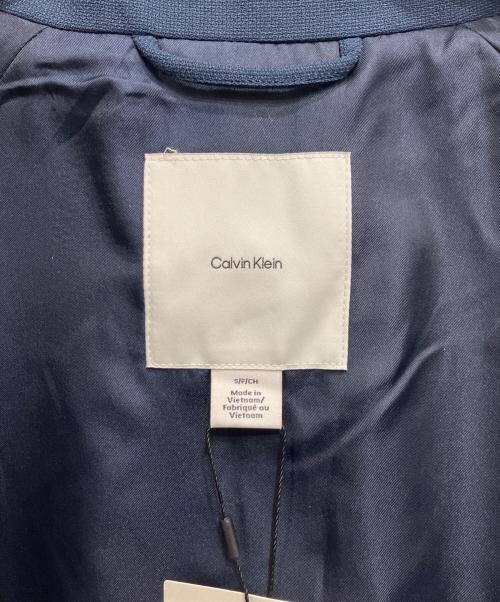 Calvin Klein
S/P/CH
Made in
Vietnam/
Fabriqué au
Vietnam